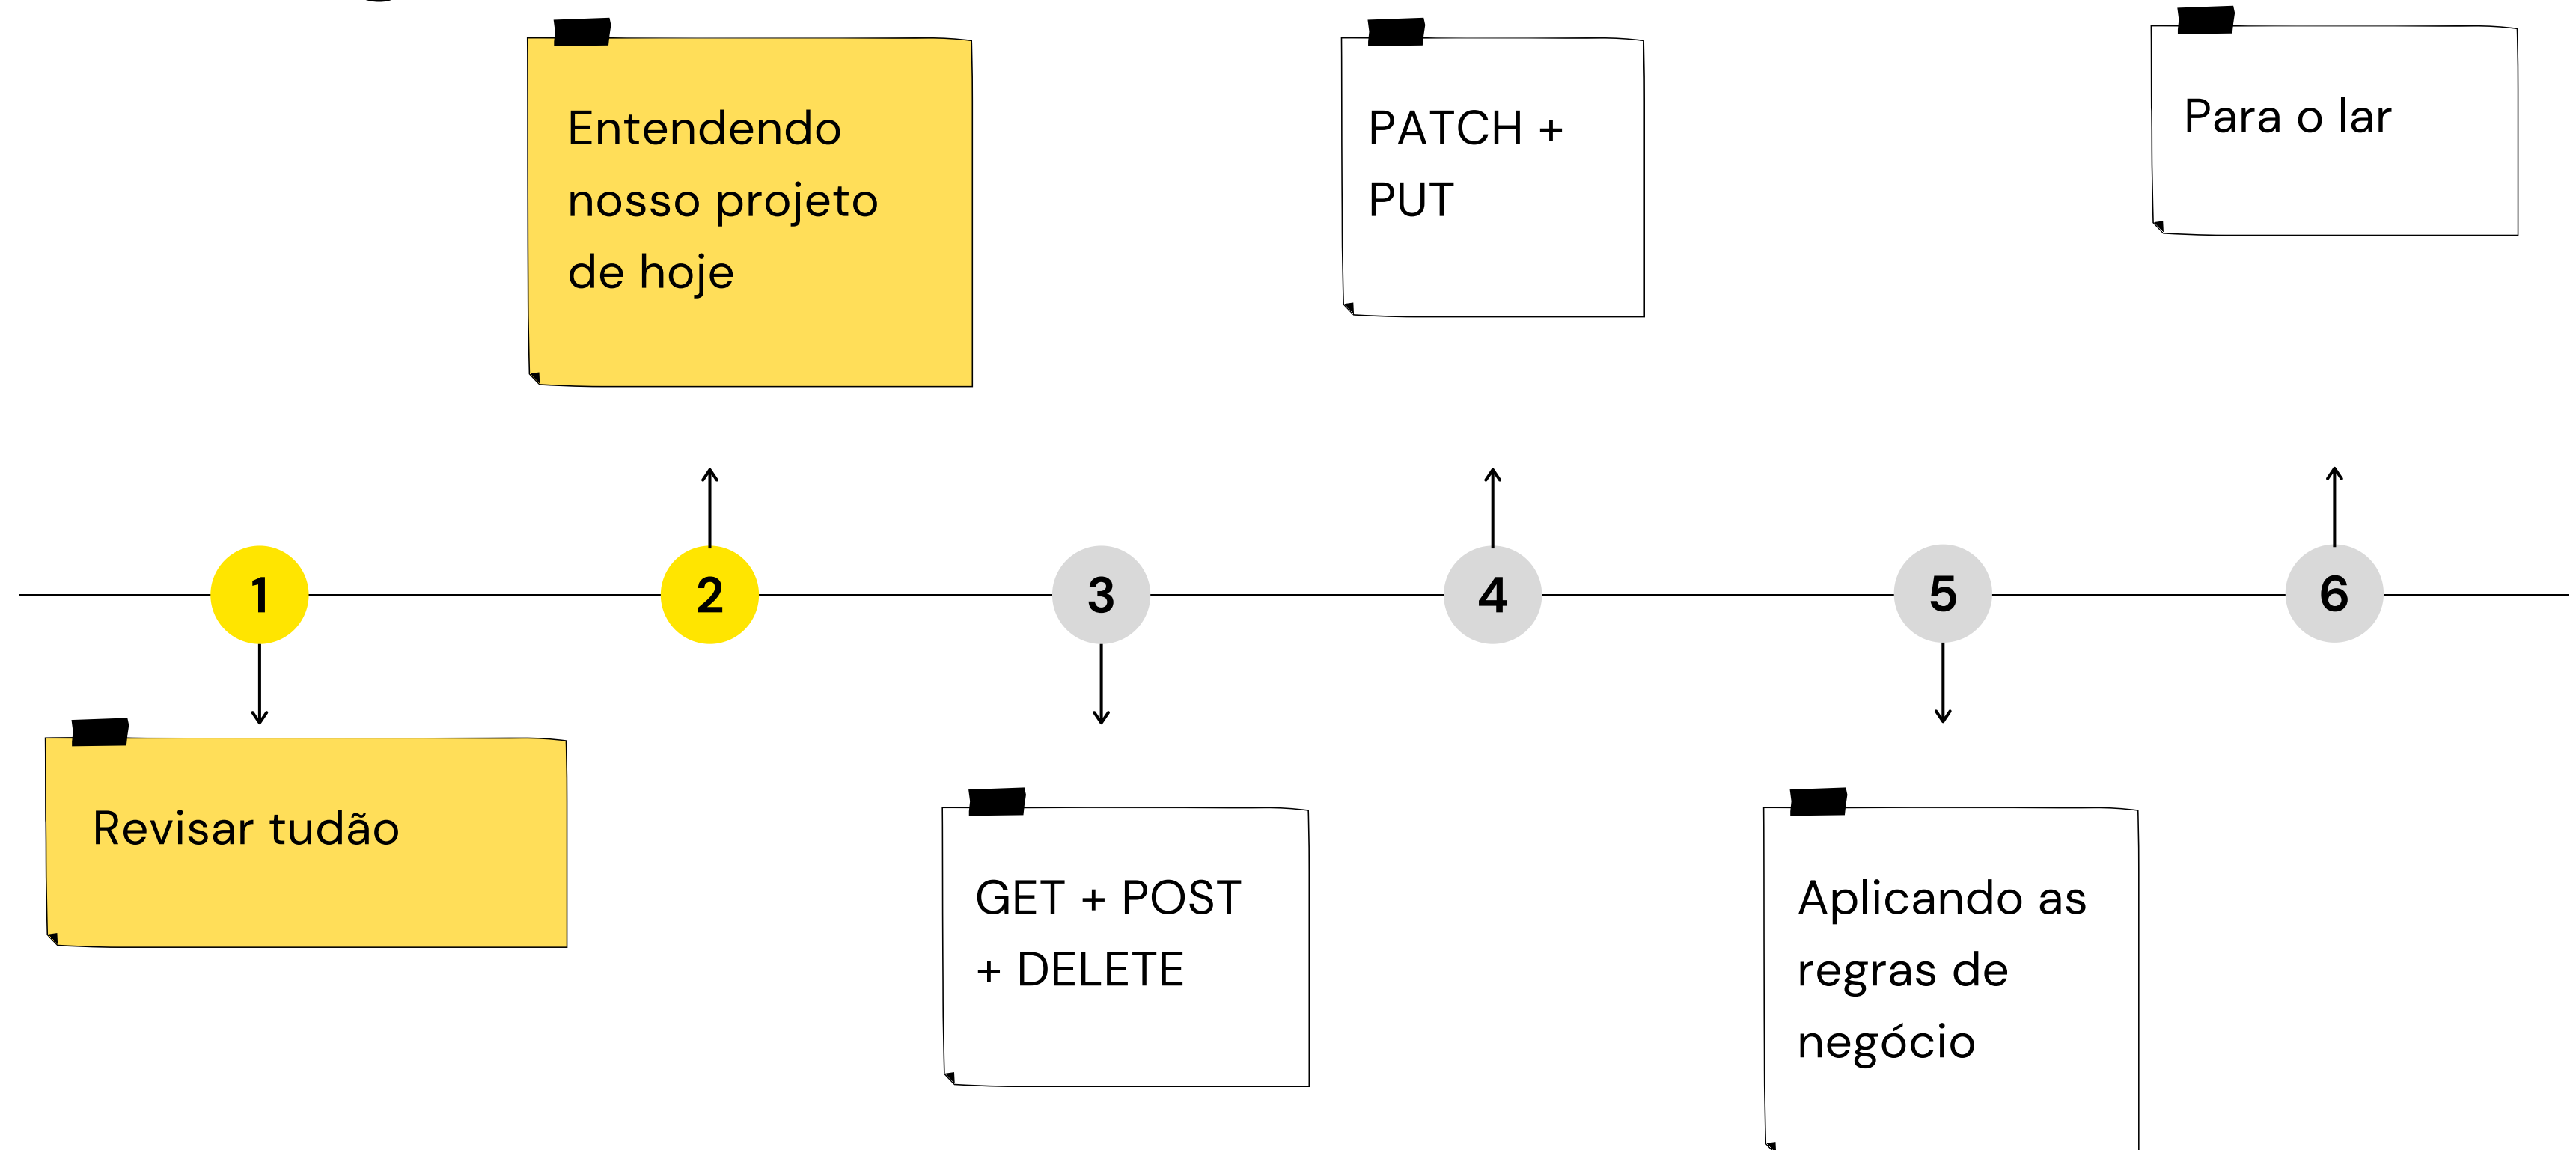 Entendendo
nosso projeto
de hoje
PATCH +
PUT
Para o lar
1
2
3
4
5
6
Revisar tudão
GET + POST
+ DELETE
Aplicando as
regras de
negócio